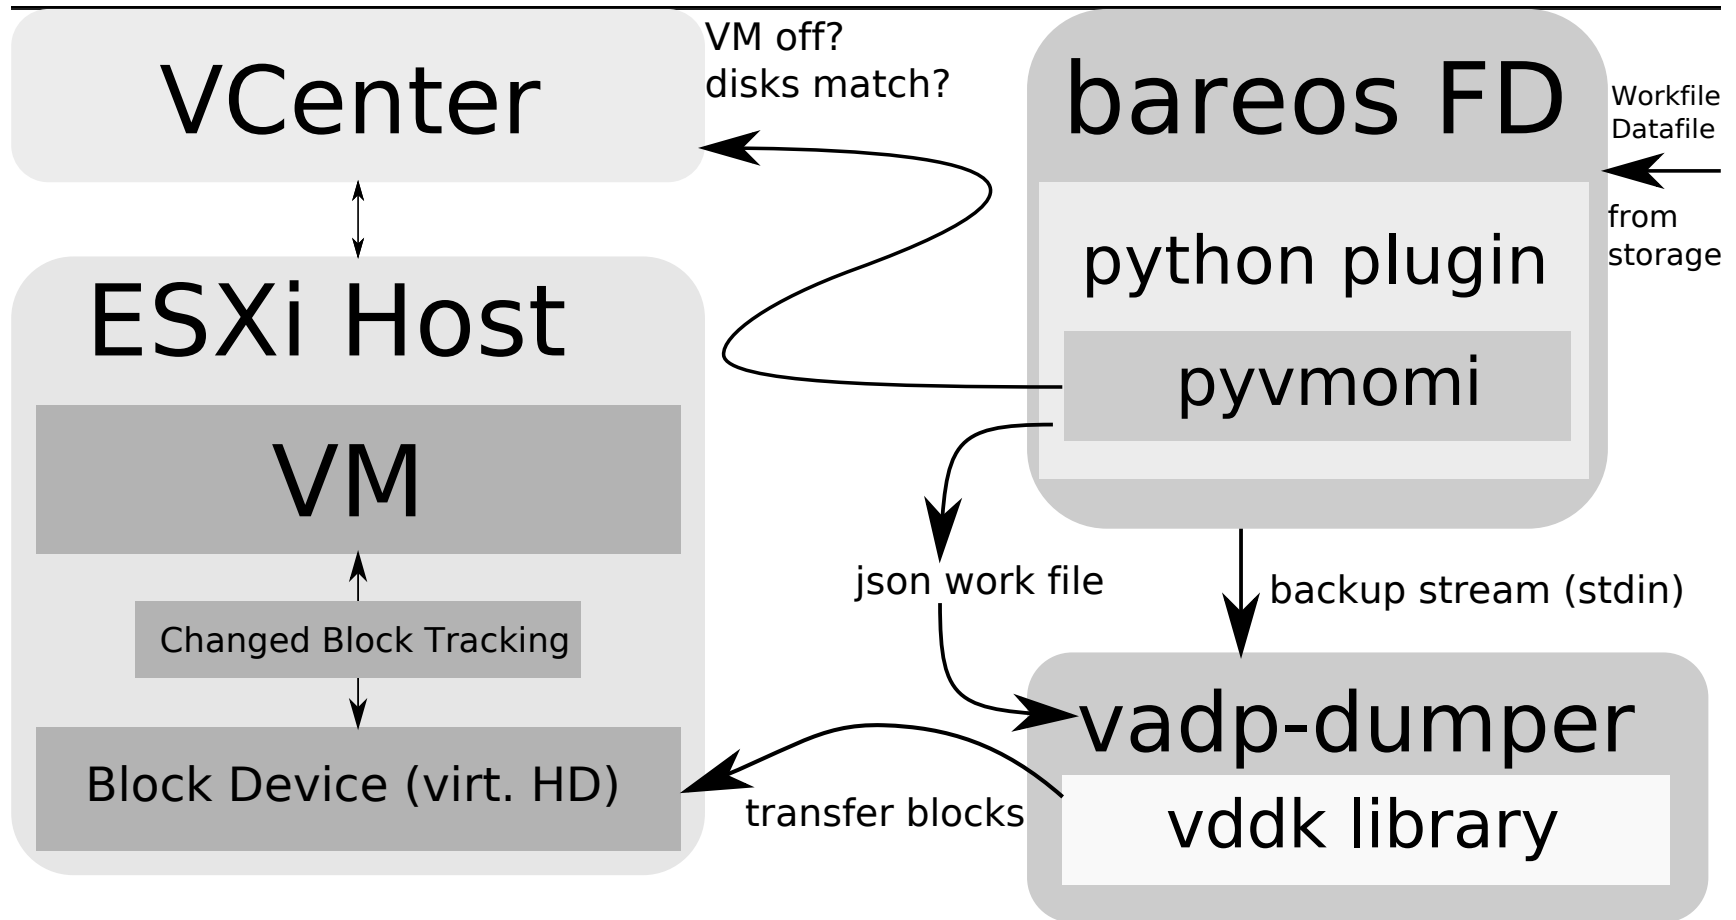 VCenter
VM off?
disks match?
bareos FD
Workfile
Datafile
from
storage
python plugin
pyvmomi
ESXi Host
VM
Changed Block Tracking
Block Device (virt. HD)
json work file
backup stream (stdin)
transfer blocks
vadp-dumper
vddk library